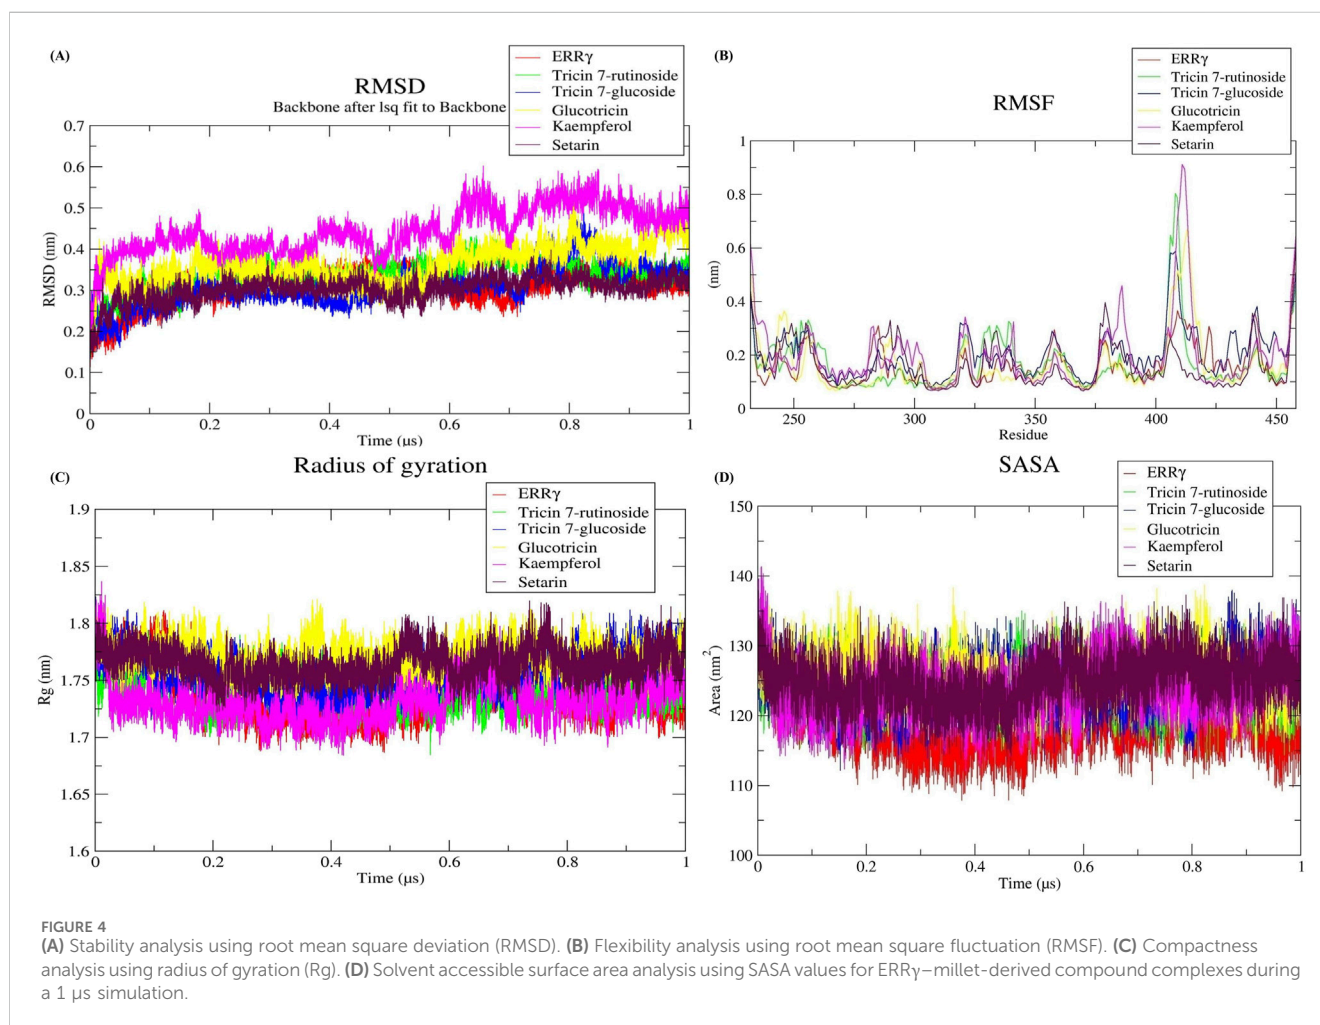 (A)
ERRγ
Tricin 7-rutinoside
Tricin 7-glucoside
Glucotricin
Kaempferol
Setarin
RMSD
Backbone after lsq fit to Backbone
RMSD (nm)
0.7
0.6
0.5
0.4
0.3
0.2
0.1
0
0 0.2 0.4 0.6 0.8 1
Time (μs)
(B)
ERRγ
Tricin 7-rutinoside
Tricin 7-glucoside
Glucotricin
Kaempferol
Setarin
RMSF
(nm)
1
0.8
0.6
0.4
0.2
0
250 300 350 400 450
Residue
(C)
Radius of gyration
ERRγ
Tricin 7-rutinoside
Tricin 7-glucoside
Glucotricin
Kaempferol
Setarin
Rg (nm)
1.9
1.85
1.8
1.75
1.7
1.65
1.6
0 0.2 0.4 0.6 0.8 1
Time (μs)
(D)
SASA
ERRγ
Tricin 7-rutinoside
Tricin 7-glucoside
Glucotricin
Kaempferol
Setarin
Area (nm²)
150
140
130
120
110
100
0 0.2 0.4 0.6 0.8 1
Time (μs)
FIGURE 4
(A) Stability analysis using root mean square deviation (RMSD). (B) Flexibility analysis using root mean square fluctuation (RMSF). (C) Compactness
analysis using radius of gyration (Rg). (D) Solvent accessible surface area analysis using SASA values for ERRγ–millet-derived compound complexes during
a 1 μs simulation.